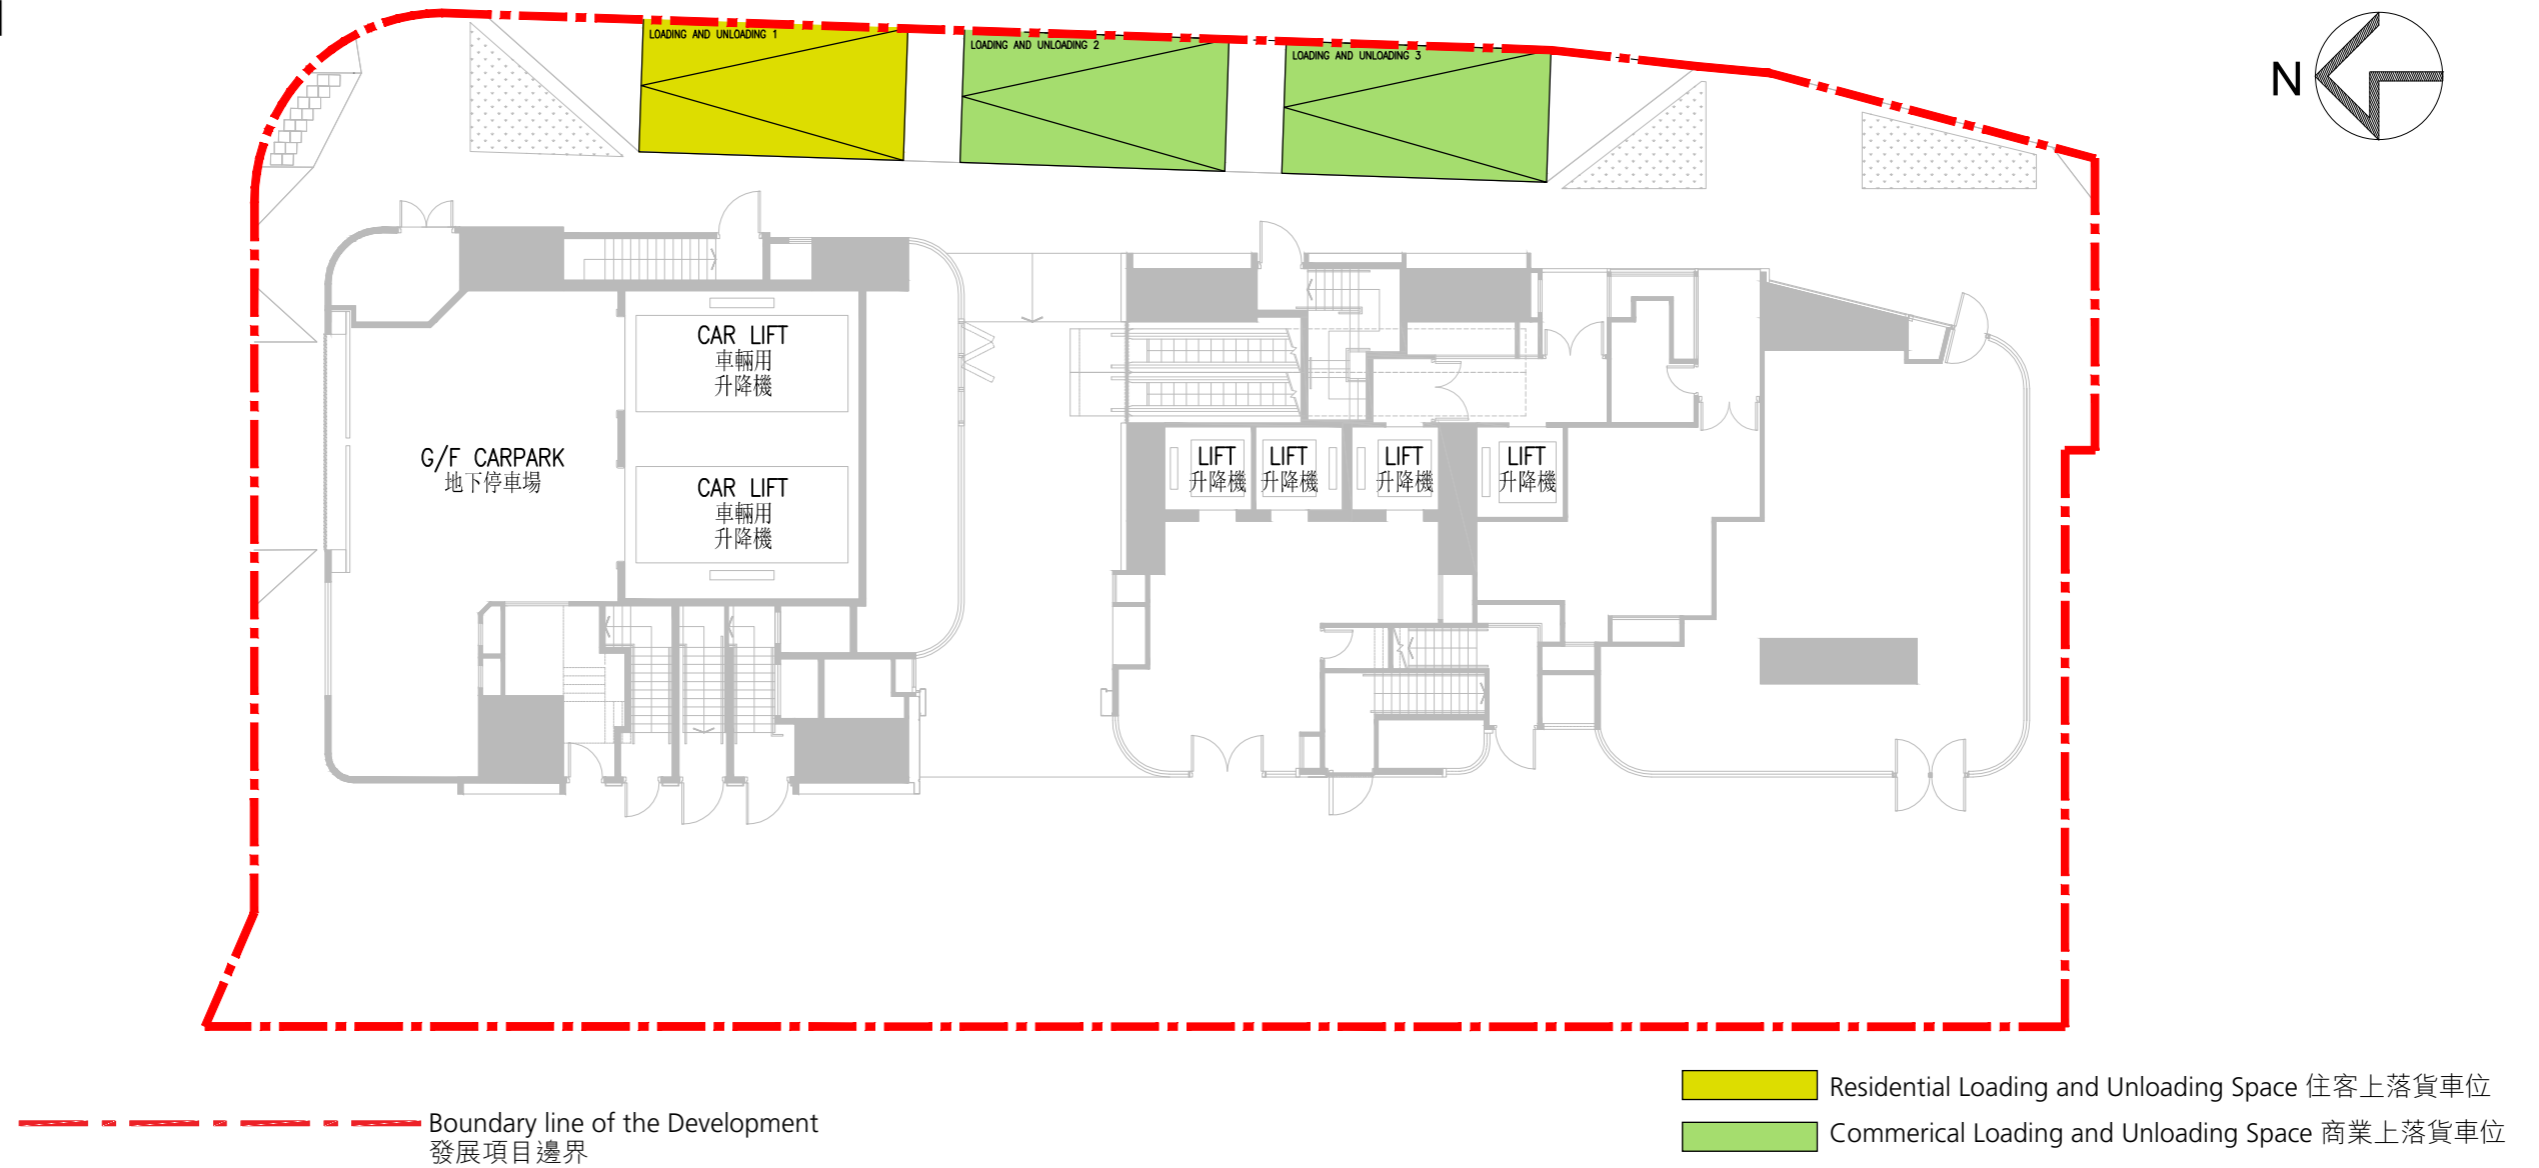 LOADING AND UNLOADING 1
LOADING AND UNLOADING 2
LOADING AND UNLOADING 3
N
CAR LIFT
車輛用
升降機
G/F CARPARK
地下停車場
CAR LIFT
車輛用
升降機
LIFT
升降機
LIFT
升降機
LIFT
升降機
LIFT
升降機
Residential Loading and Unloading Space 住客上落貨車位
Commerical Loading and Unloading Space 商業上落貨車位
Boundary line of the Development
發展項目邊界